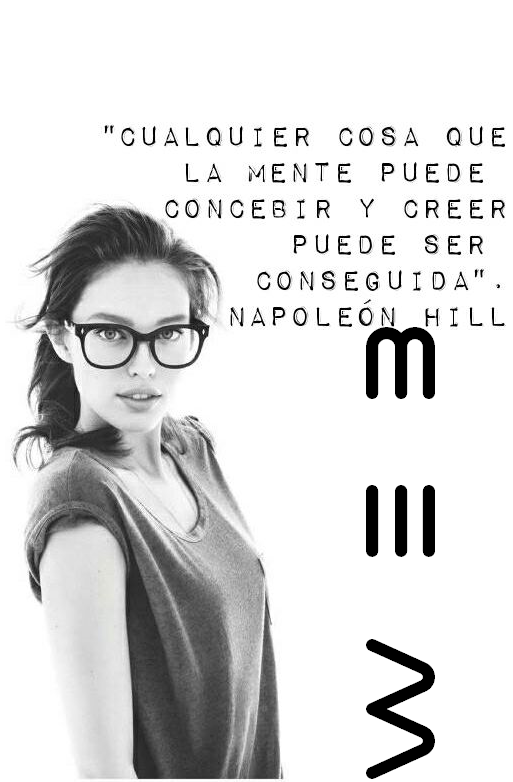 "CUALQUIER COSA QUE
LA MENTE PUEDE
CONCEBIR Y CREER
PUEDE SER
CONSEGUIDA".
NAPOLEÓN HILL